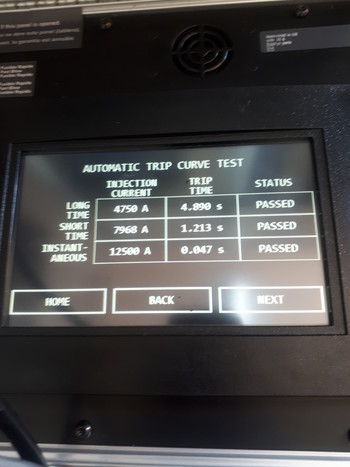 AUTOMATIC TRIP CURVE TEST
INJECTION CURRENT TRIP TIME STATUS
LONG TIME 4750 A 4.890 s PASSED
SHORT TIME 7968 A 1.213 s PASSED
INSTANT-ANEOUS 12500 A 0.047 s PASSED
HOME BACK NEXT